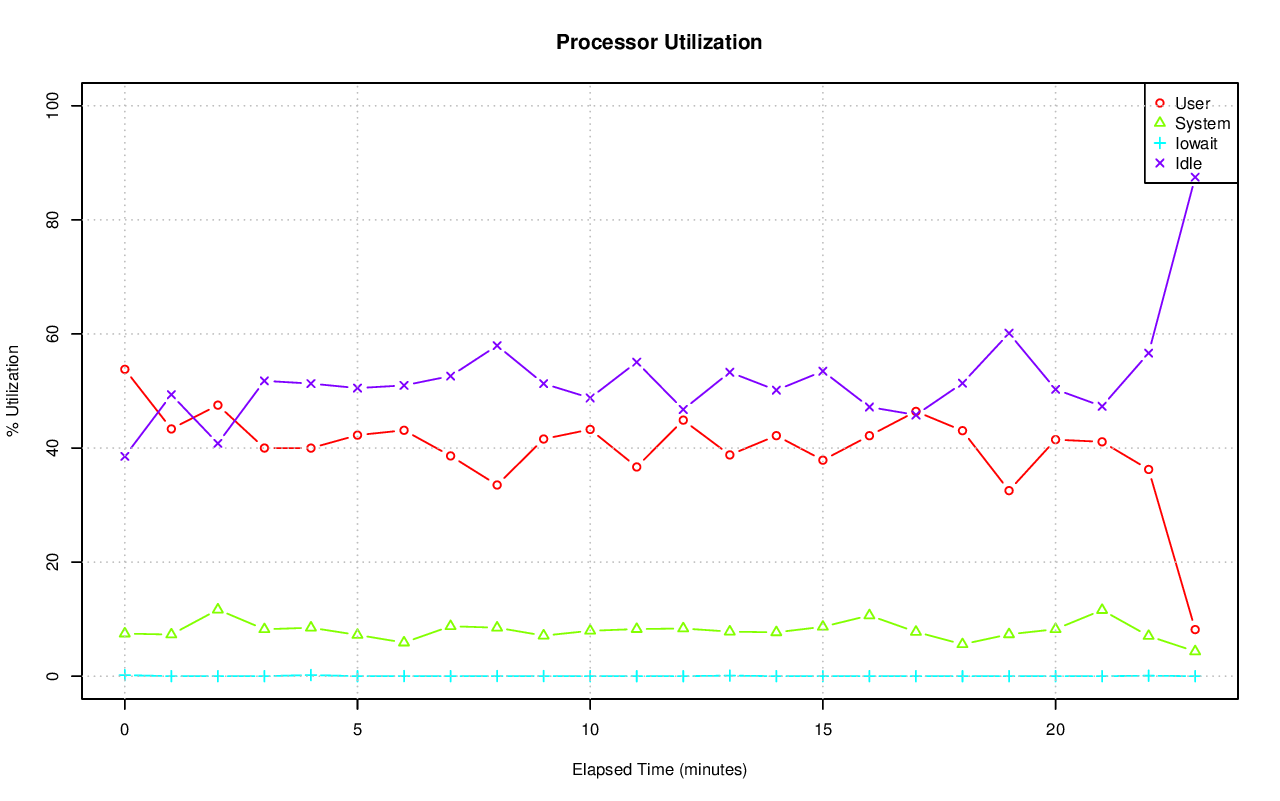 Processor Utilization
User
System
Iowait
Idle
% Utilization
100
80
60
40
20
0
0 5 10 15 20
Elapsed Time (minutes)